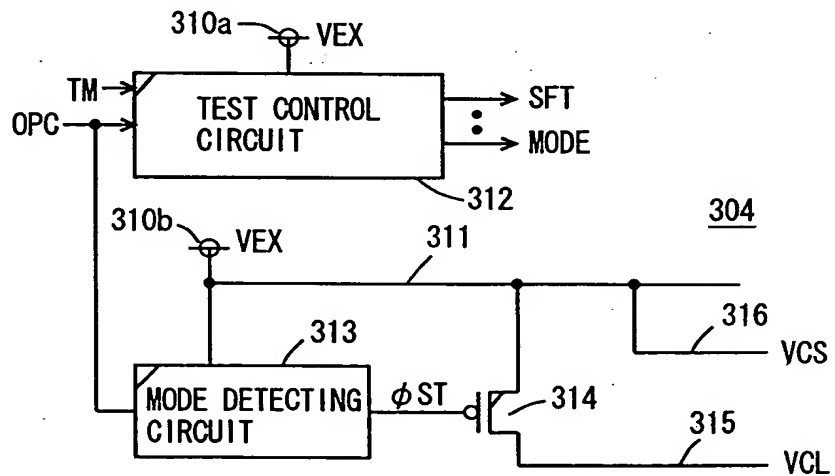 310a
VEX
TM
OPC
TEST CONTROL
CIRCUIT
SFT
MODE
312
304
310b
VEX
311
313
316
VCS
MODE DETECTING
CIRCUIT
φST
314
315
VCL